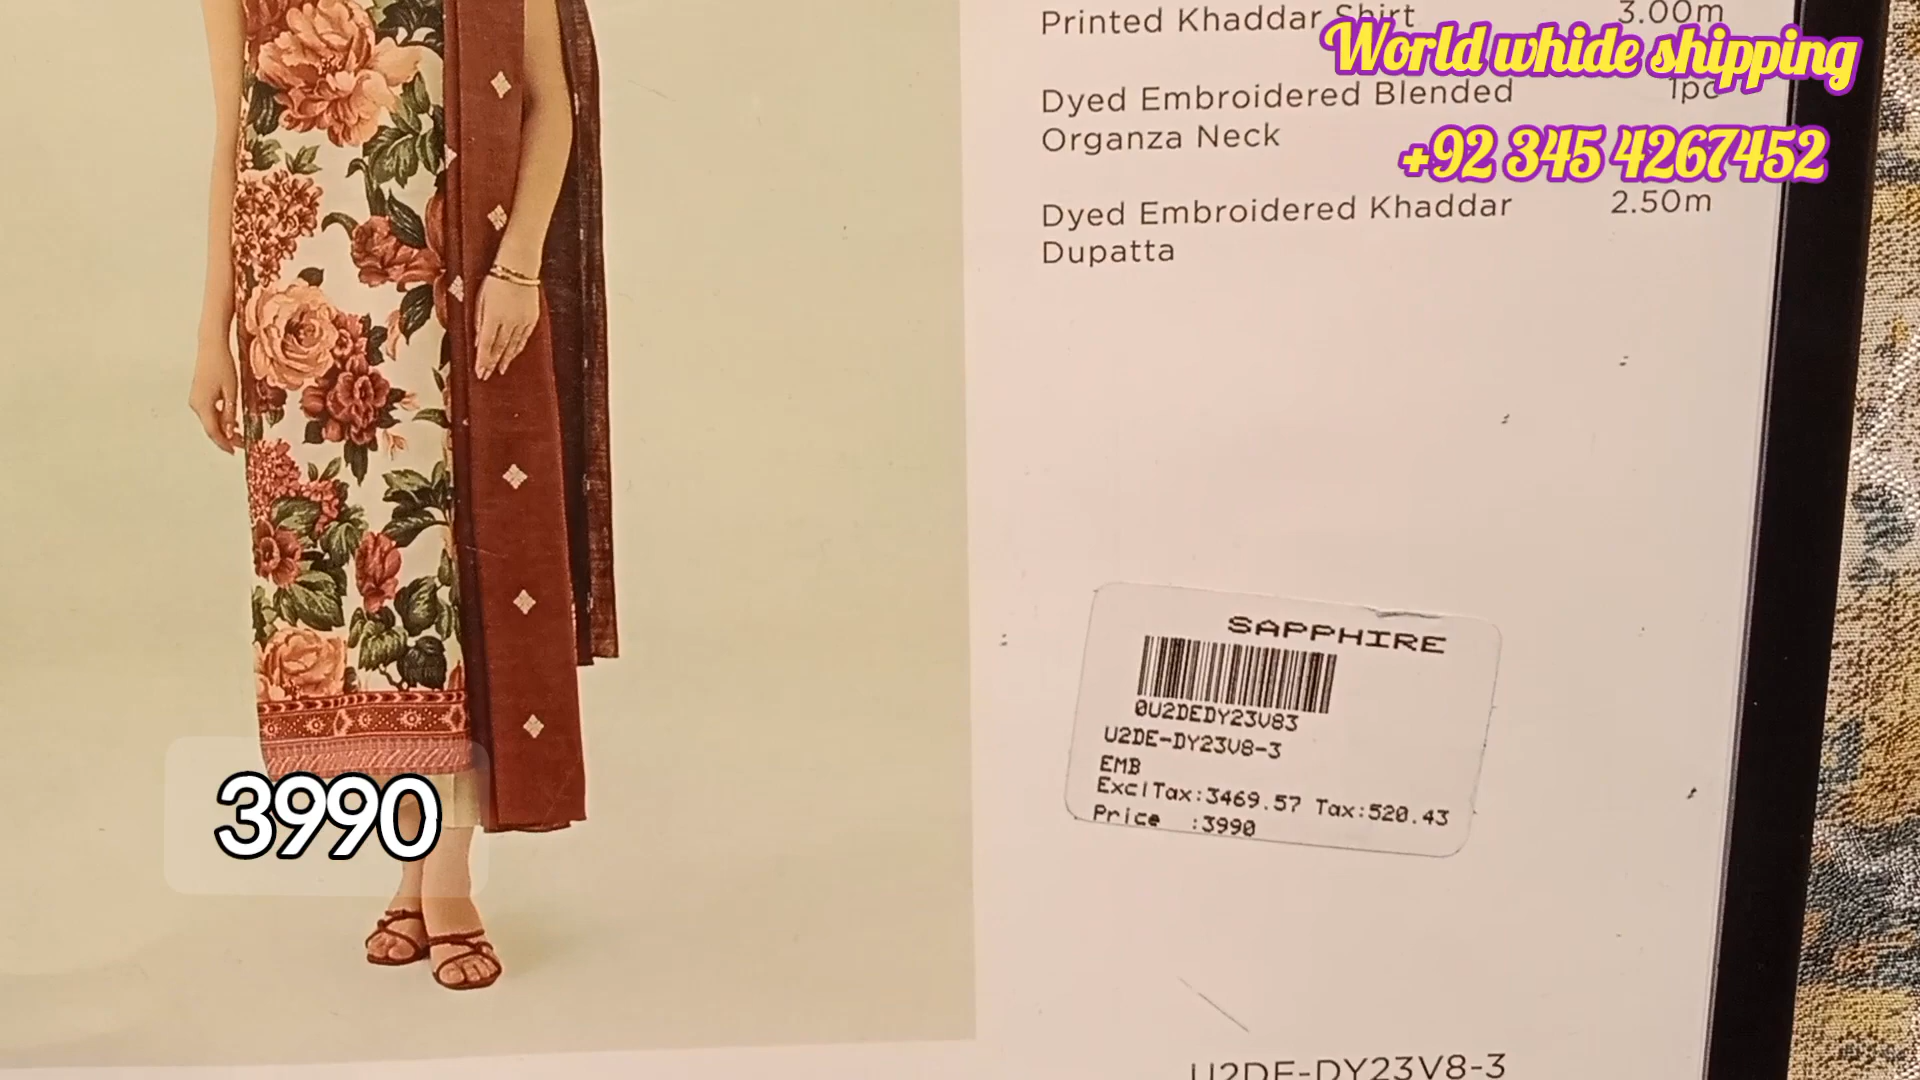 Printed Khaddar Shirt 3.00m
World whide shipping
Dyed Embroidered Blended 1pc
Organza Neck
+92 345 4267452
Dyed Embroidered Khaddar 2.50m
Dupatta
SAPPHIRE
0U2DEDY23V83
U2DE-DY23V8-3
EMB
ExclTax:3469.57 Tax:520.43
Price :3990
3990
U2DE-DY23V8-3